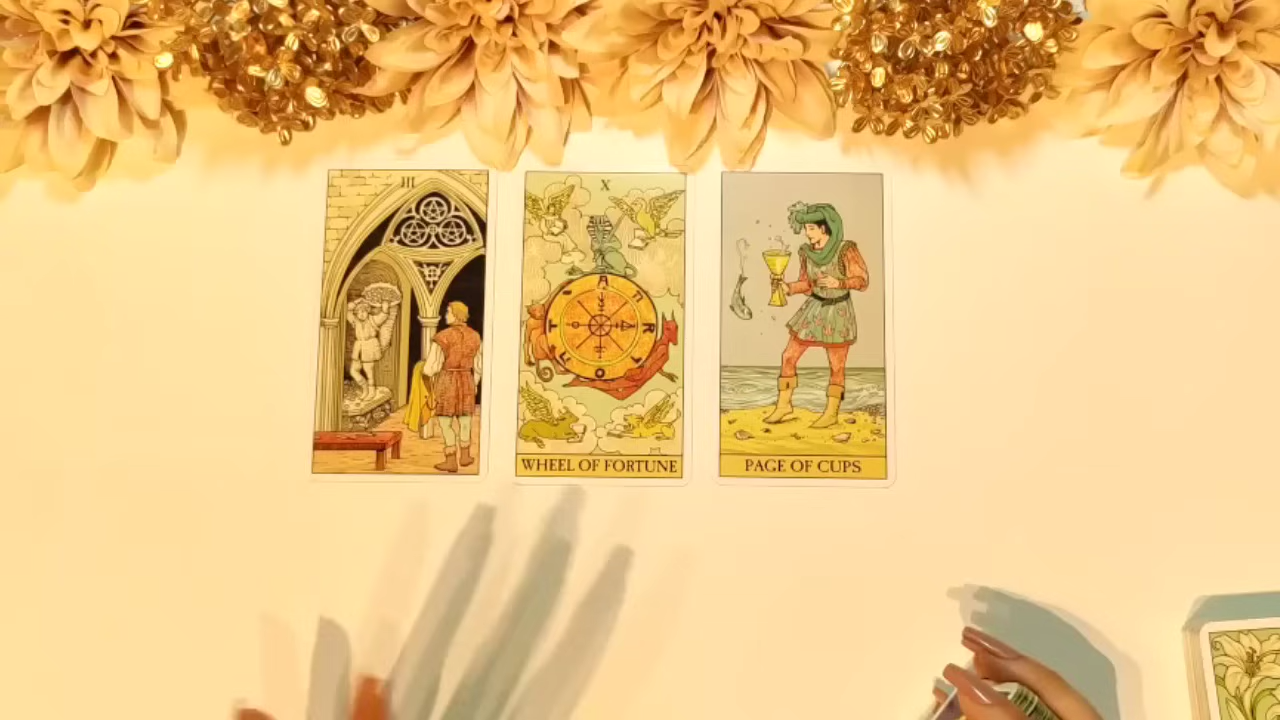 III
X
T A R O
WHEEL OF FORTUNE
PAGE OF CUPS